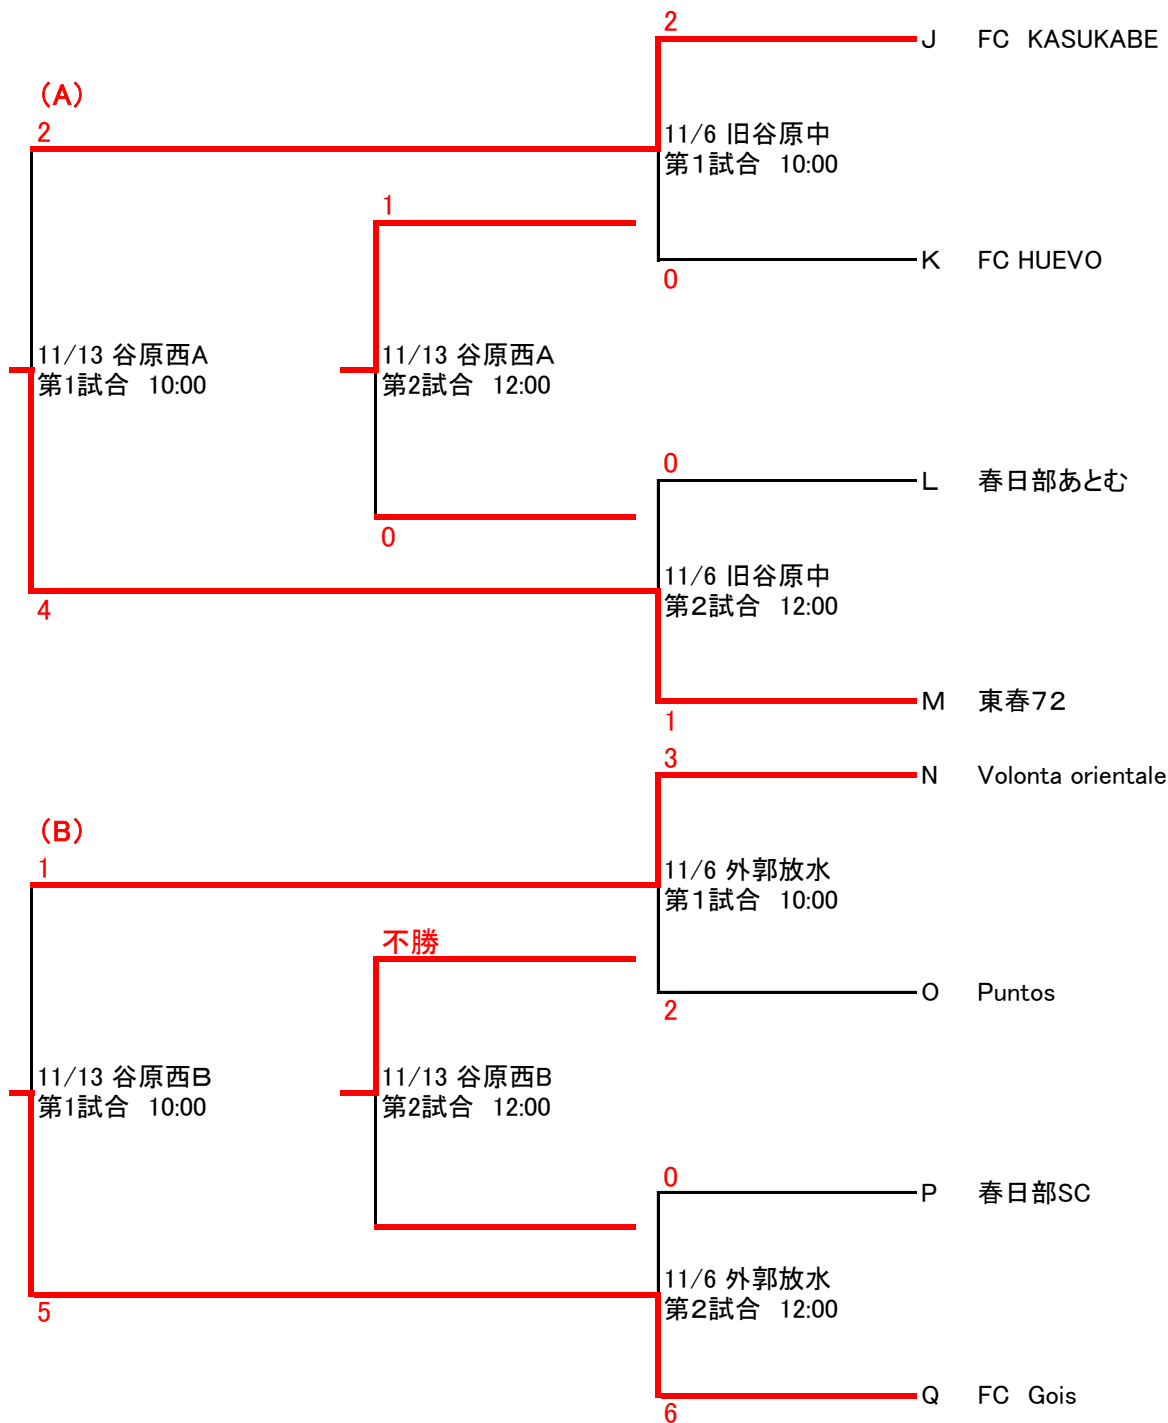 2
J FC KASUKABE
(A)
2
11/6 旧谷原中
第1試合 10:00
1
K FC HUEVO
0
11/13 谷原西A
第1試合 10:00
11/13 谷原西A
第2試合 12:00
0
L 春日部あとむ
0
11/6 旧谷原中
第2試合 12:00
4
M 東春72
1
3
N Volonta orientale
(B)
1
11/6 外郭放水
第1試合 10:00
不勝
O Puntos
2
11/13 谷原西B
第1試合 10:00
11/13 谷原西B
第2試合 12:00
0
P 春日部SC
11/6 外郭放水
第2試合 12:00
5
Q FC Gois
6